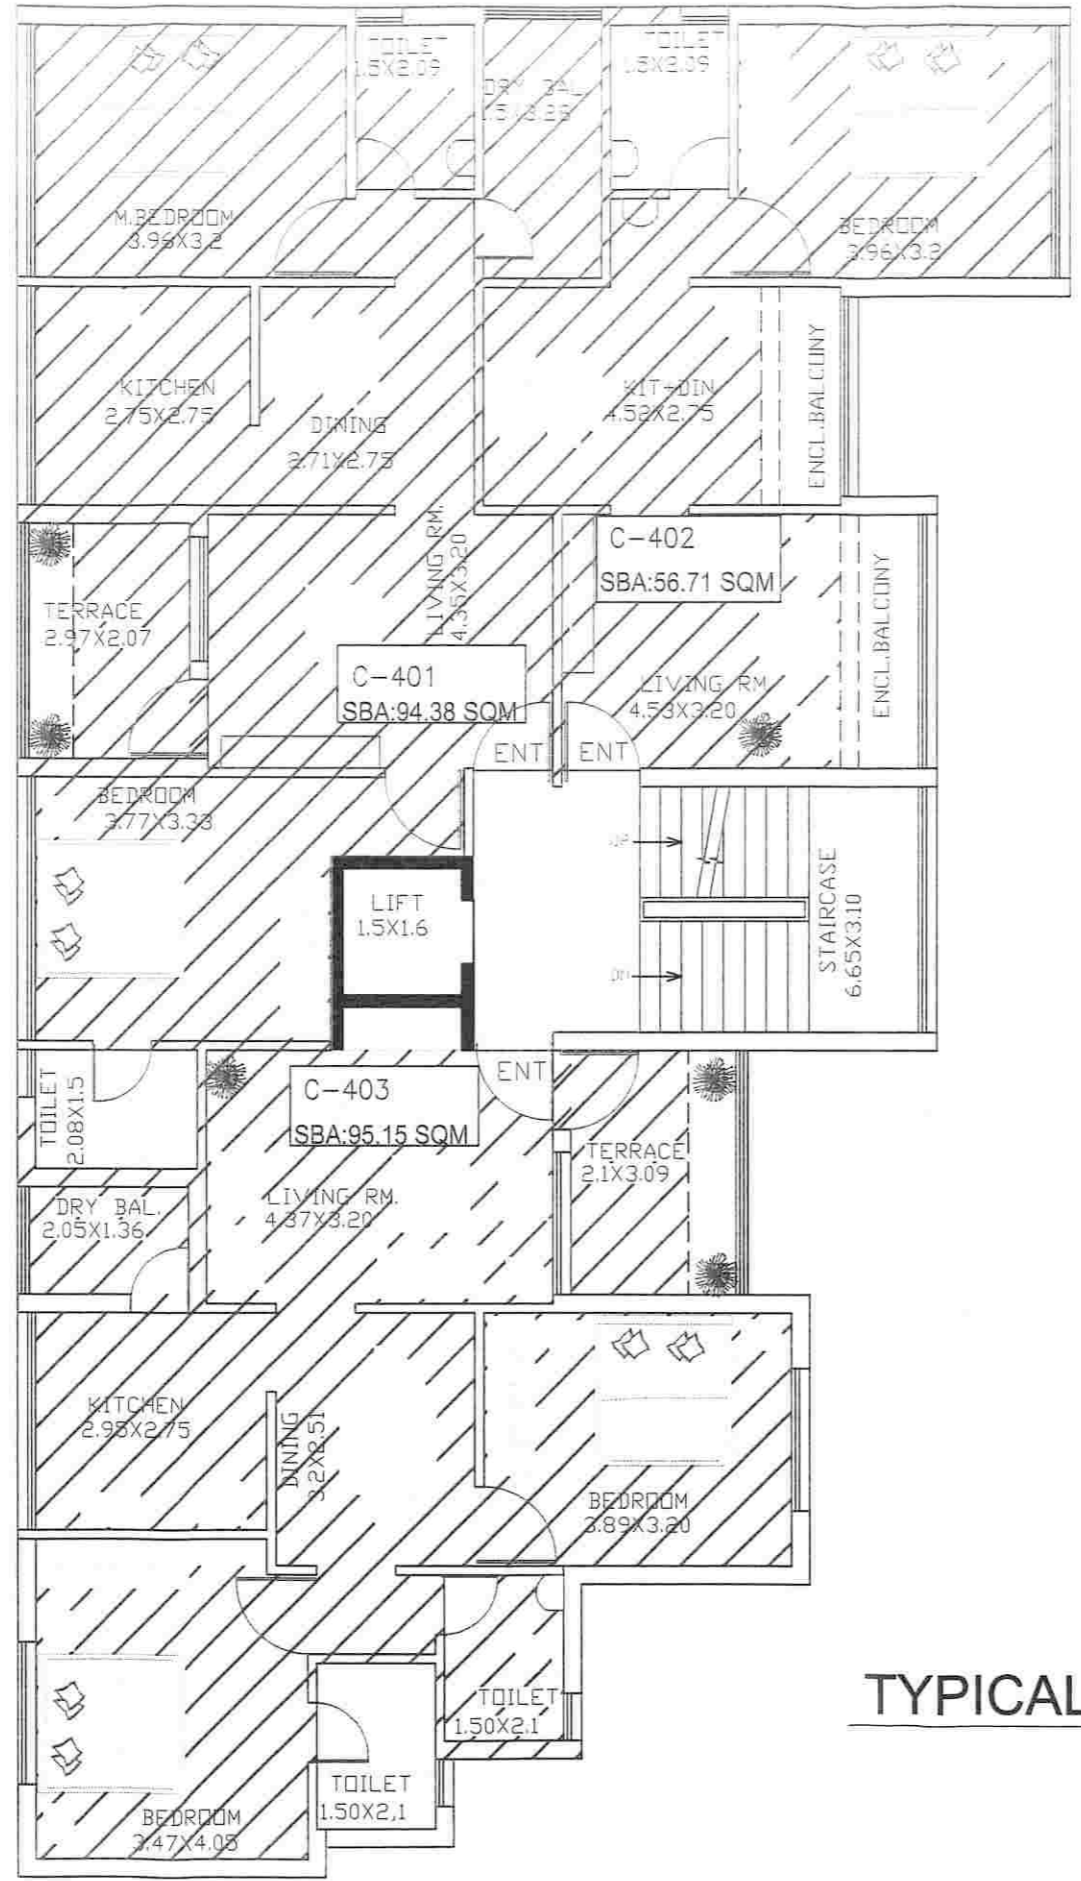 TOILET
1.5X2.09
TOILET
1.5X2.09
DRY BAL.
1.5X3.26
M.BEDROOM
3.96X3.2
BEDROOM
3.96X3.2
KITCHEN
2.75X2.75
DINING
2.71X2.75
KIT+DIN
4.52X2.75
ENCL.BALCONY
LIVING RM.
4.35X3.20
C-402
SBA:56.71 SQM
TERRACE
2.97X2.07
ENCL.BALCONY
C-401
SBA:94.38 SQM
LIVING RM
4.53X3.20
ENT
ENT
BEDROOM
3.77X3.33
UP
LIFT
1.5X1.6
STAIRCASE
6.65X3.10
DN
TOILET
2.08X1.5
C-403
SBA:95.15 SQM
ENT
TERRACE
2.1X3.09
DRY BAL.
2.05X1.36
LIVING RM.
4.37X3.20
KITCHEN
2.95X2.75
DINING
3.2X2.51
BEDROOM
3.89X3.20
TOILET
1.50X2.1
TOILET
1.50X2,1
BEDROOM
3.47X4.05
TYPICAL